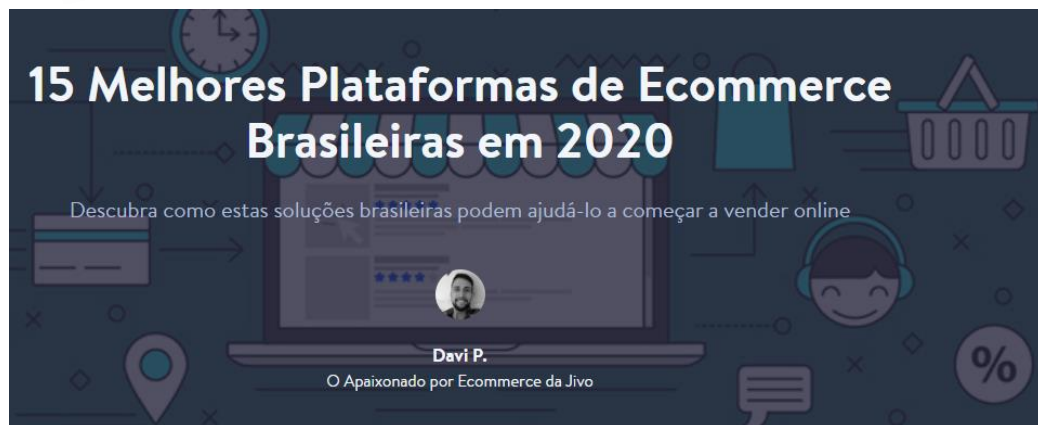 15 Melhores Plataformas de Ecommerce
Brasileiras em 2020
Descubra como estas soluções brasileiras podem ajudá-lo a começar a vender online
Davi P.
O Apaixonado por Ecommerce da Jivo
%